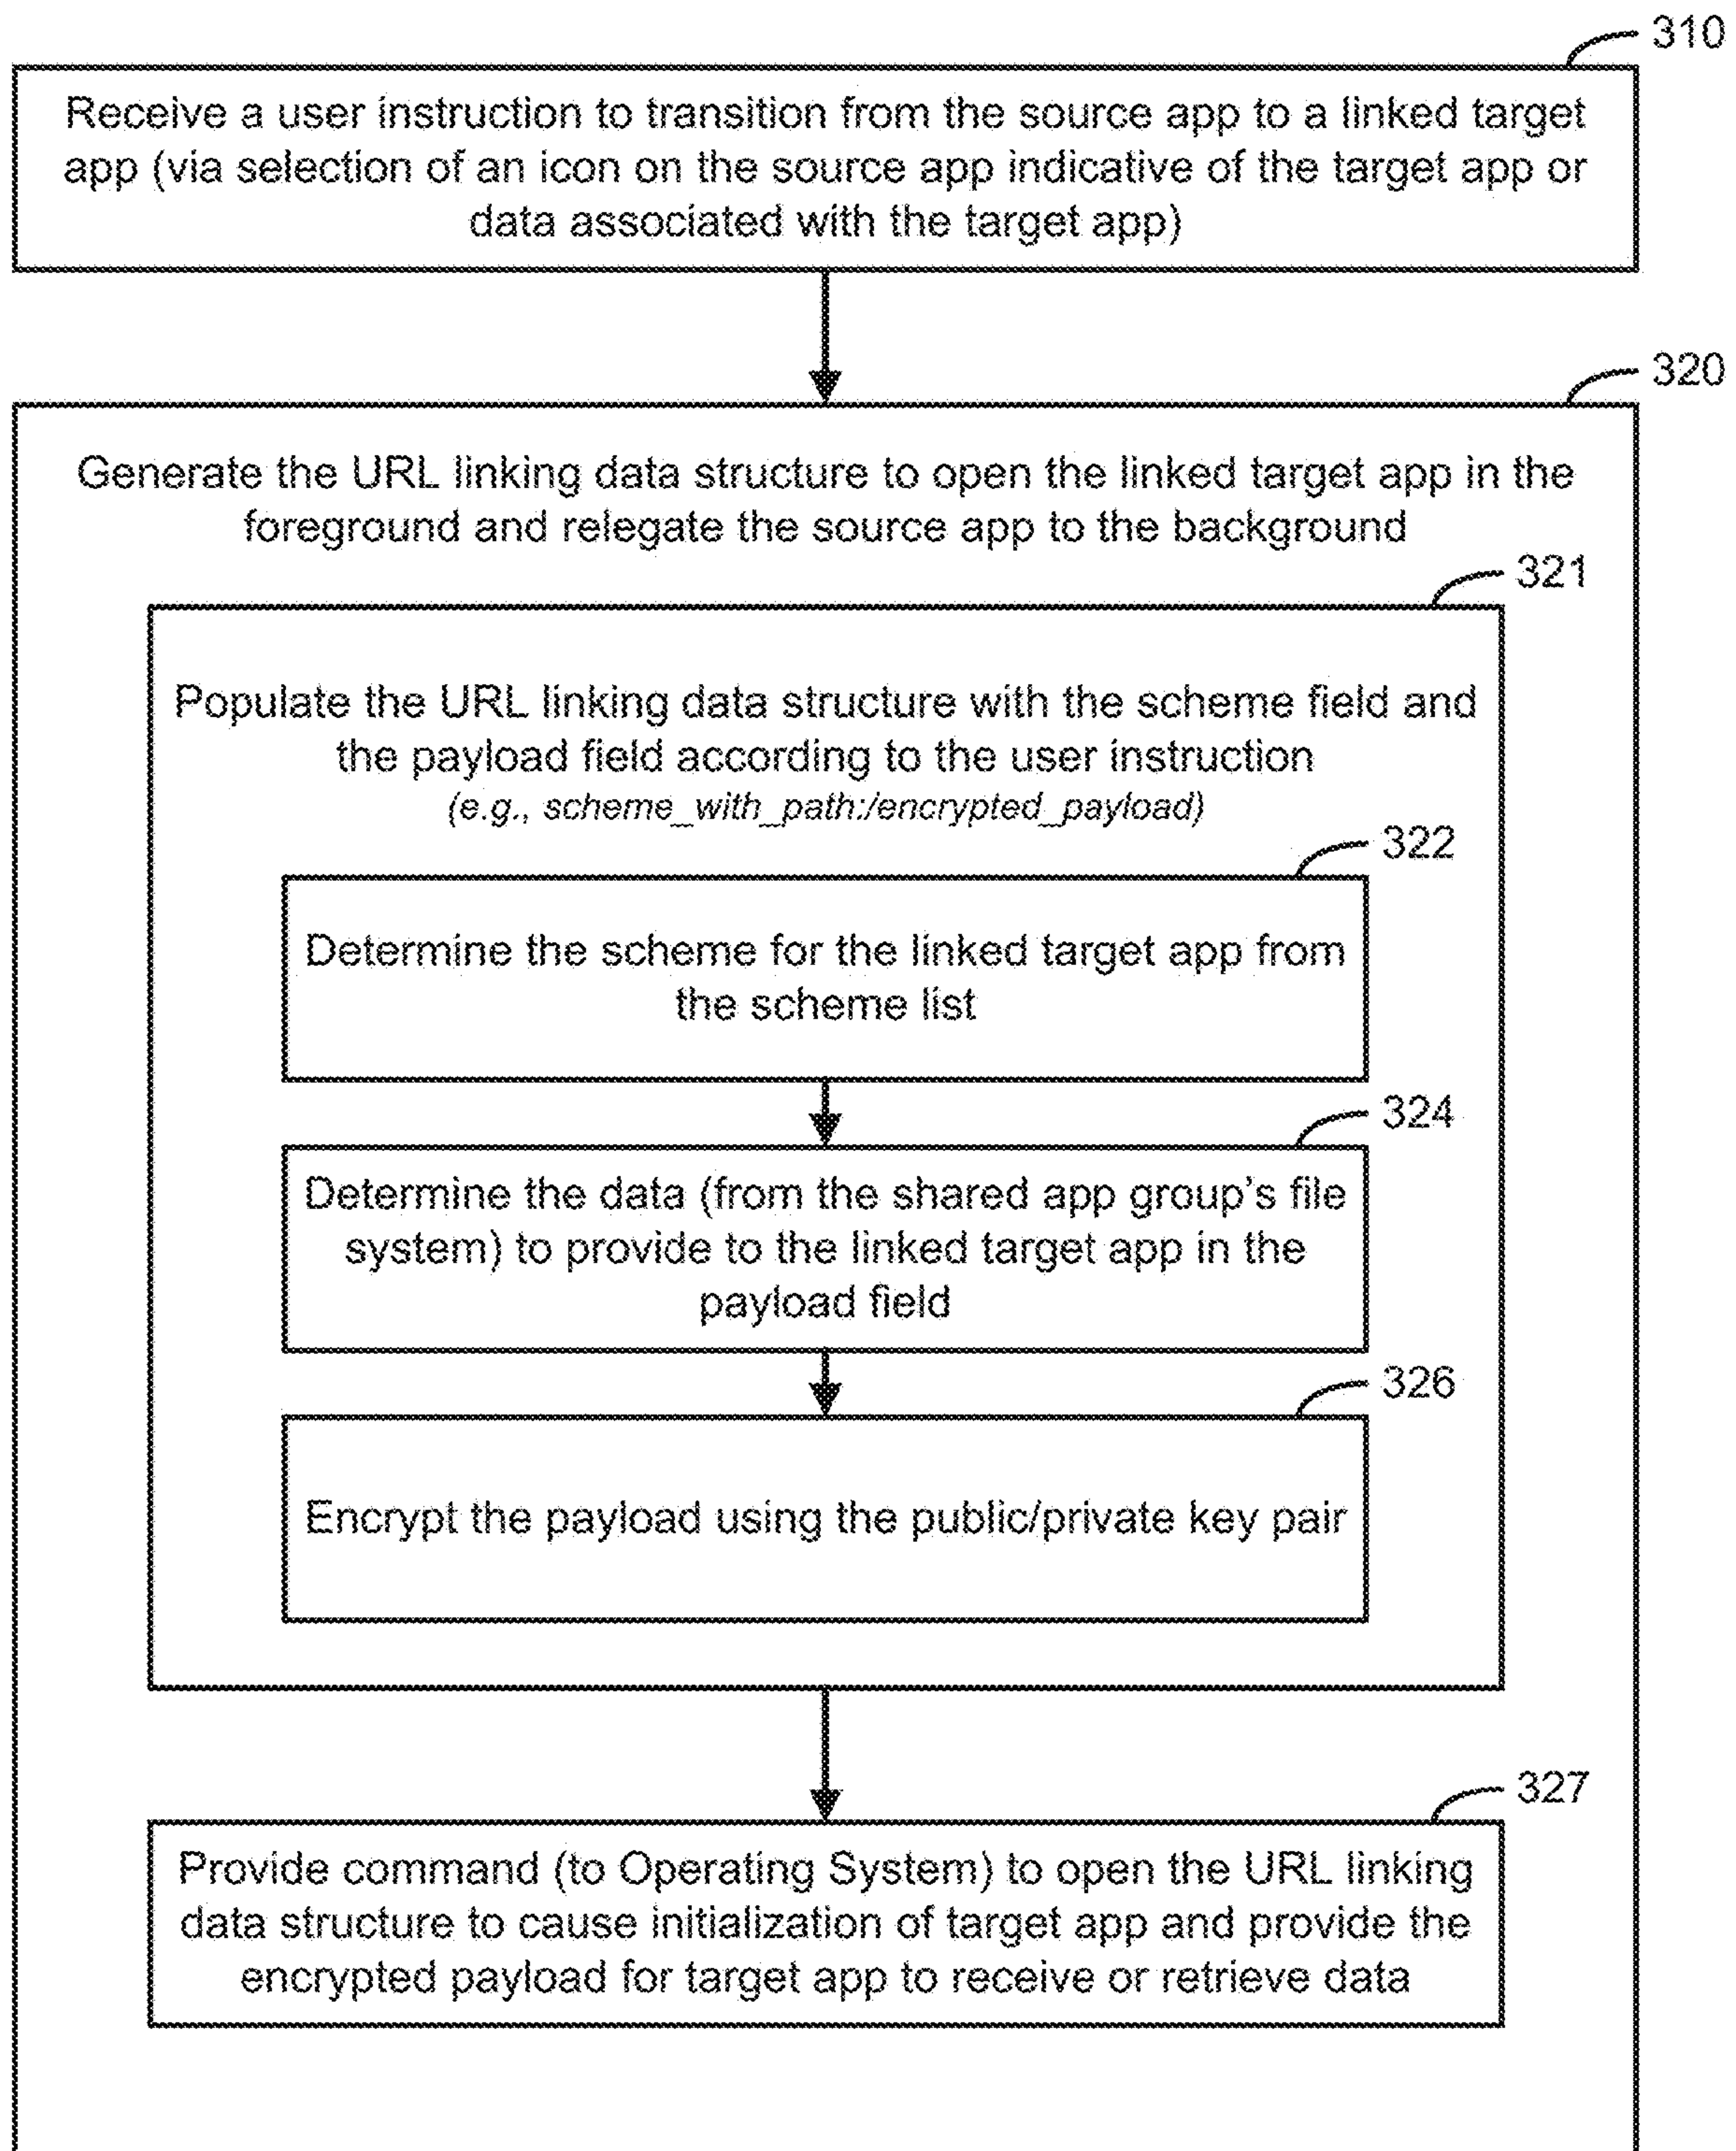 310
Receive a user instruction to transition from the source app to a linked target
app (via selection of an icon on the source app indicative of the target app or
data associated with the target app)
320
Generate the URL linking data structure to open the linked target app in the
foreground and relegate the source app to the background
321
Populate the URL linking data structure with the scheme field and
the payload field according to the user instruction
(e.g., scheme_with_path:/encrypted_payload)
322
Determine the scheme for the linked target app from
the scheme list
324
Determine the data (from the shared app group's file
system) to provide to the linked target app in the
payload field
326
Encrypt the payload using the public/private key pair
327
Provide command (to Operating System) to open the URL linking
data structure to cause initialization of target app and provide the
encrypted payload for target app to receive or retrieve data